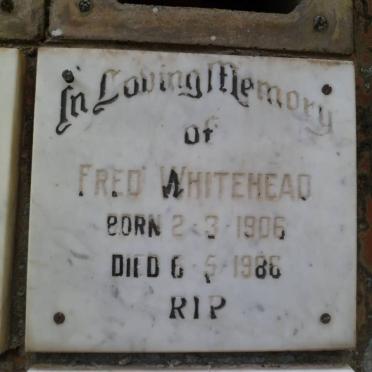 In Loving Memory
of
FRED WHITEHEAD
BORN 2-3-1906
DIED 6-5-1986
RIP